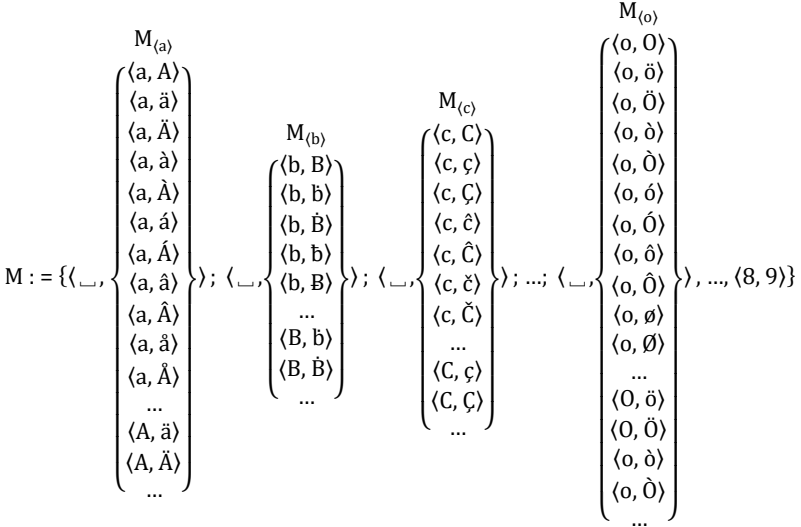 M : = {⟨ ⎵ ,
M⟨a⟩
⟨a, A⟩
⟨a, ä⟩
⟨a, Ä⟩
⟨a, à⟩
⟨a, À⟩
⟨a, á⟩
⟨a, Á⟩
⟨a, â⟩
⟨a, Â⟩
⟨a, å⟩
⟨a, Å⟩
...
⟨A, ä⟩
⟨A, Ä⟩
...
⟩ ; ⟨ ⎵ ,
M⟨b⟩
⟨b, B⟩
⟨b, ḃ⟩
⟨b, Ḃ⟩
⟨b, ƀ⟩
⟨b, Ƀ⟩
...
⟨B, ḃ⟩
⟨B, Ḃ⟩
...
⟩ ; ⟨ ⎵ ,
M⟨c⟩
⟨c, C⟩
⟨c, ç⟩
⟨c, Ç⟩
⟨c, ĉ⟩
⟨c, Ĉ⟩
⟨c, č⟩
⟨c, Č⟩
...
⟨C, ç⟩
⟨C, Ç⟩
...
⟩ ; ...; ⟨ ⎵ ,
M⟨o⟩
⟨o, O⟩
⟨o, ö⟩
⟨o, Ö⟩
⟨o, ò⟩
⟨o, Ò⟩
⟨o, ó⟩
⟨o, Ó⟩
⟨o, ô⟩
⟨o, Ô⟩
⟨o, ø⟩
⟨o, Ø⟩
...
⟨O, ö⟩
⟨O, Ö⟩
⟨o, ò⟩
⟨o, Ò⟩
...
⟩ , ..., ⟨8, 9⟩}